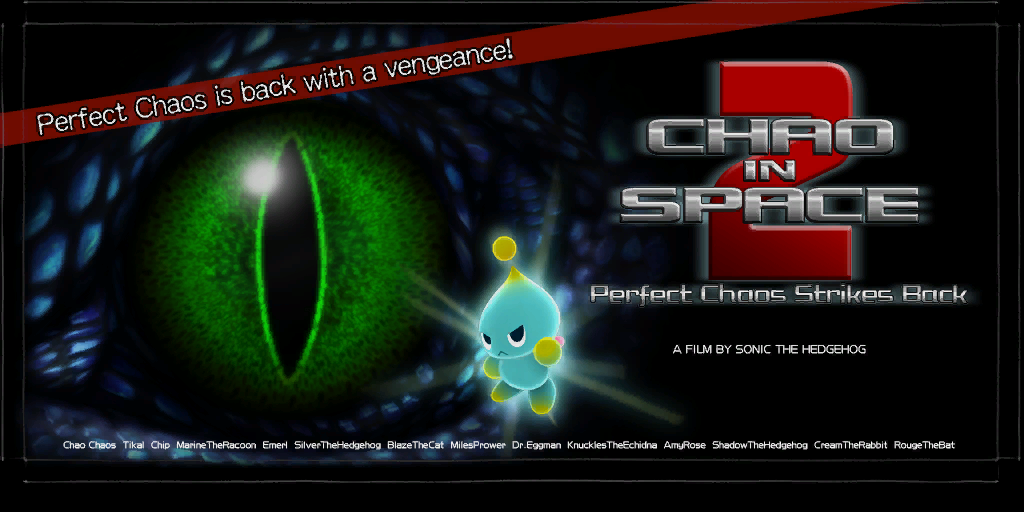 Perfect Chaos is back with a vengeance!
2
CHAO
IN
SPACE
Perfect Chaos Strikes Back
A FILM BY SONIC THE HEDGEHOG
Chao Chaos Tikal Chip MarineTheRacoon Emerl SilverTheHedgehog BlazeTheCat MilesPrower Dr.Eggman KnucklesTheEchidna AmyRose ShadowTheHedgehog CreamTheRabbit RougeTheBat